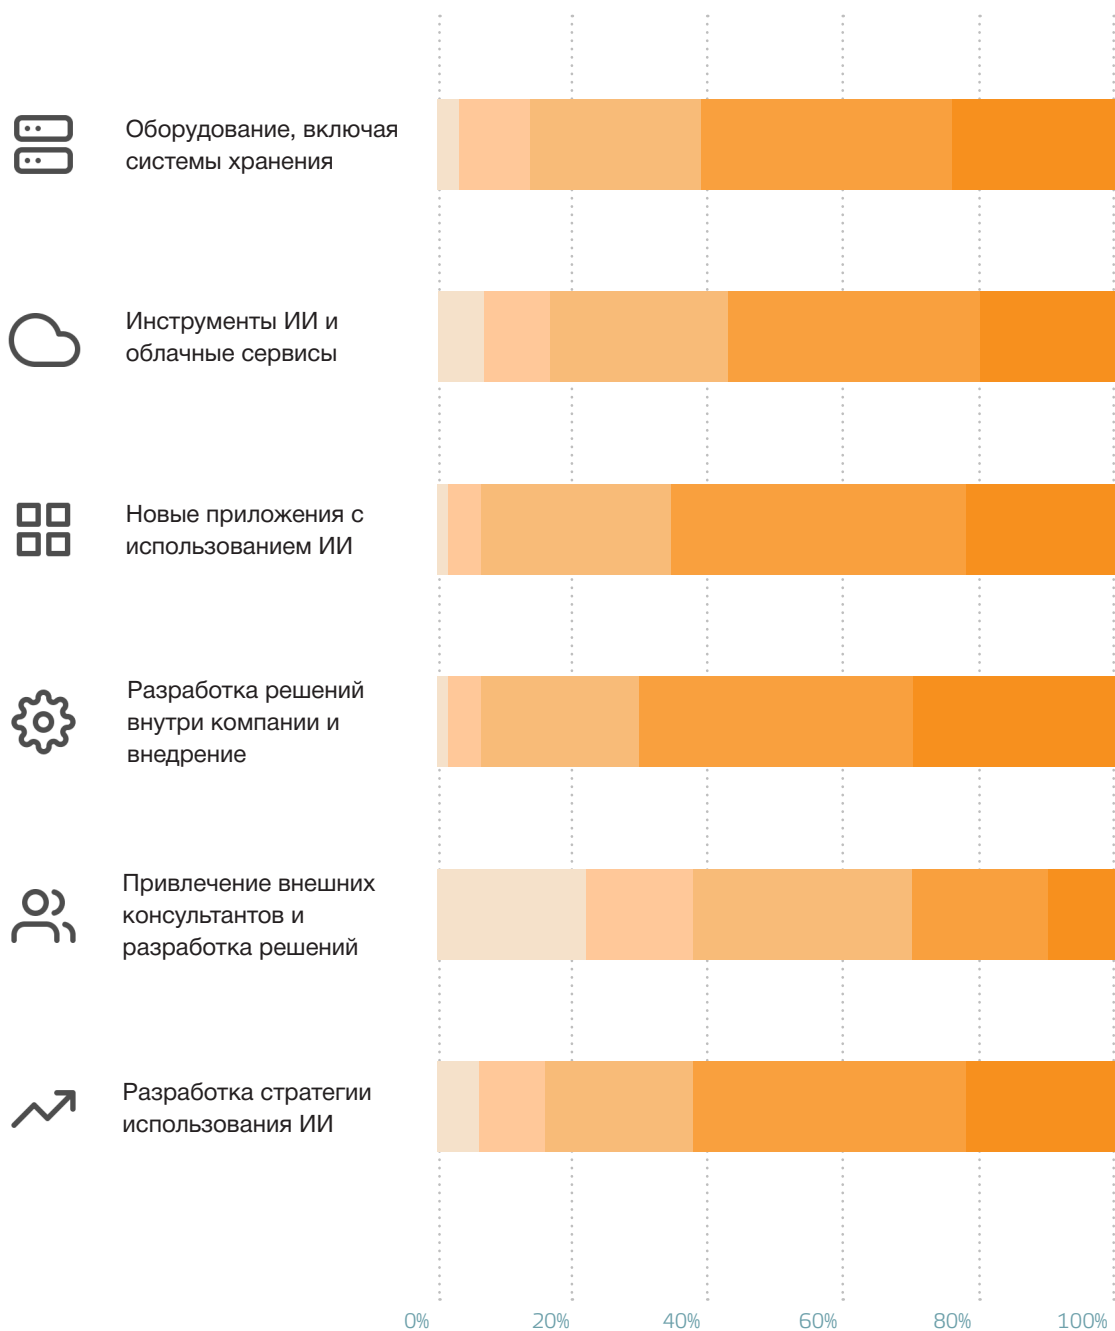 Оборудование, включая
системы хранения
Инструменты ИИ и
облачные сервисы
Новые приложения с
использованием ИИ
Разработка решений
внутри компании и
внедрение
Привлечение внешних
консультантов и
разработка решений
Разработка стратегии
использования ИИ
0% 20% 40% 60% 80% 100%